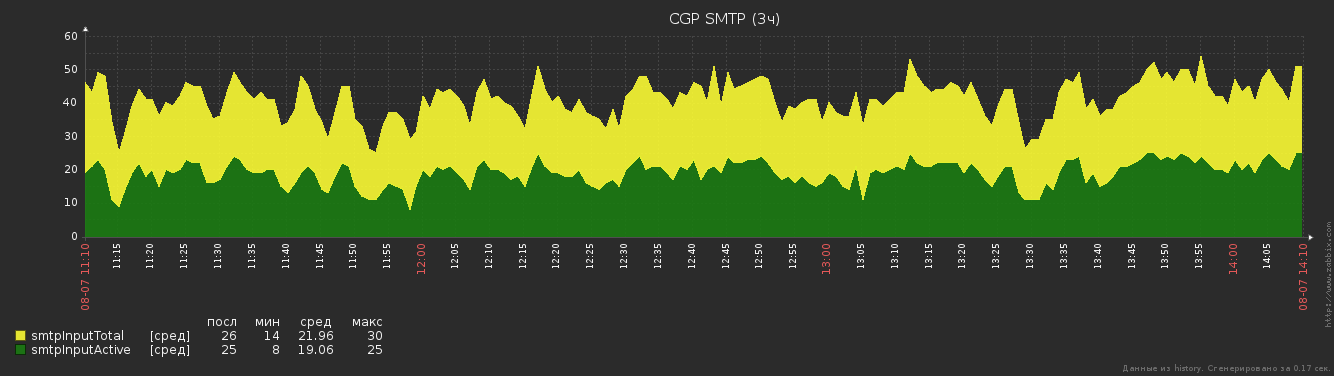 CGP SMTP (3ч)
60
50
40
30
20
10
0
08-07 11:10 11:15 11:20 11:25 11:30 11:35 11:40 11:45 11:50 11:55 12:00 12:05 12:10 12:15 12:20 12:25 12:30 12:35 12:40 12:45 12:50 12:55 13:00 13:05 13:10 13:15 13:20 13:25 13:30 13:35 13:40 13:45 13:50 13:55 14:00 14:05 08-07 14:10
http://www.zabbix.com
посл мин сред макс
smtpInputTotal [сред] 26 14 21.96 30
smtpInputActive [сред] 25 8 19.06 25
Данные из history. Сгенерировано за 0.17 сек.